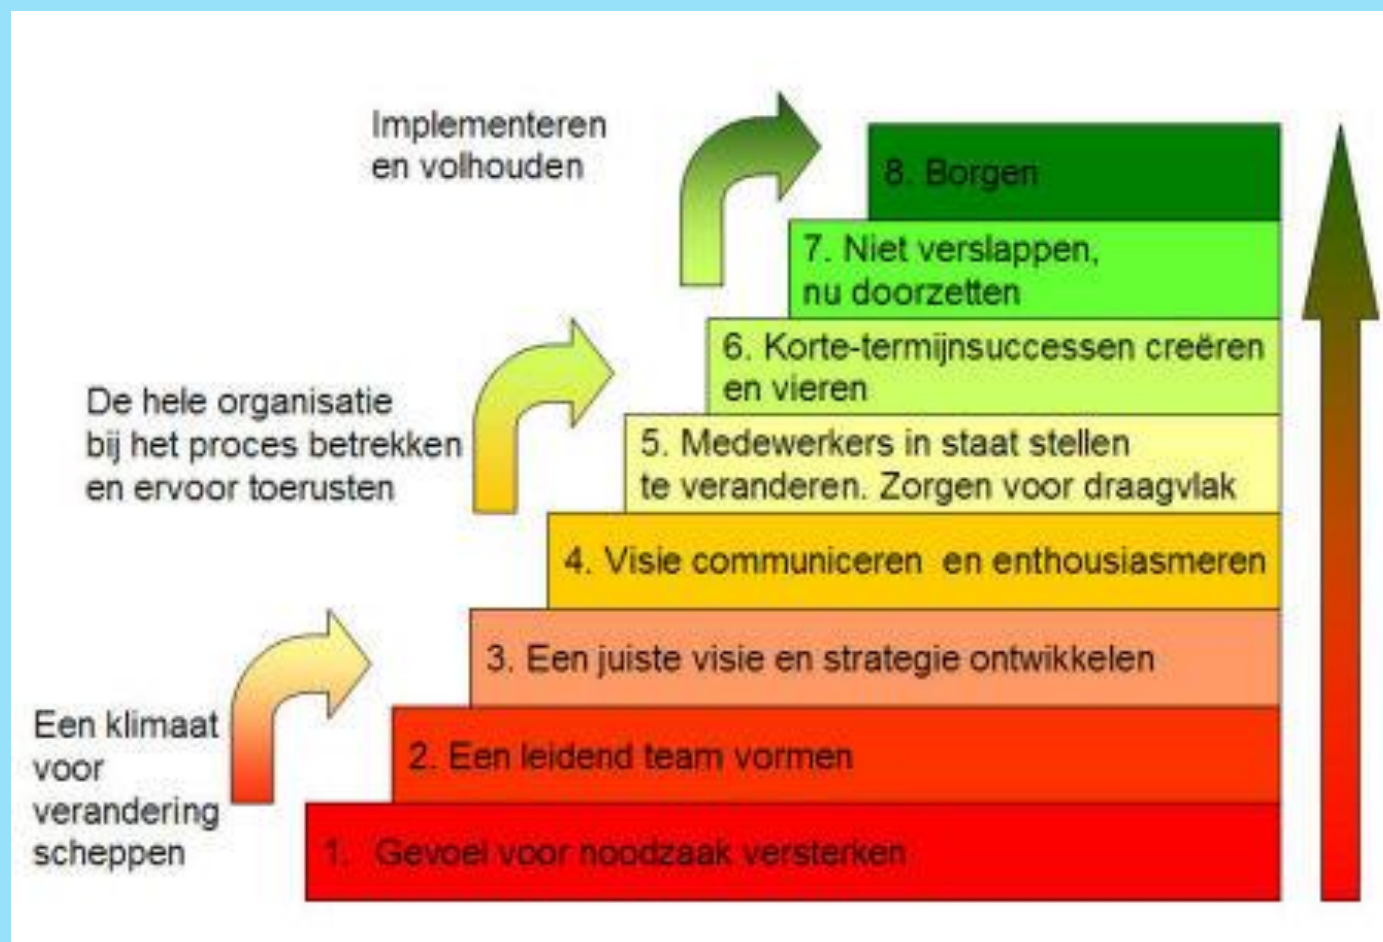 Implementeren
en volhouden
8. Borgen
7. Niet verslappen,
nu doorzetten
6. Korte-termijnsuccessen creëren
en vieren
De hele organisatie
bij het proces betrekken
en ervoor toerusten
5. Medewerkers in staat stellen
te veranderen. Zorgen voor draagvlak
4. Visie communiceren en enthousiasmeren
3. Een juiste visie en strategie ontwikkelen
Een klimaat
voor
verandering
scheppen
2. Een leidend team vormen
1. Gevoel voor noodzaak versterken